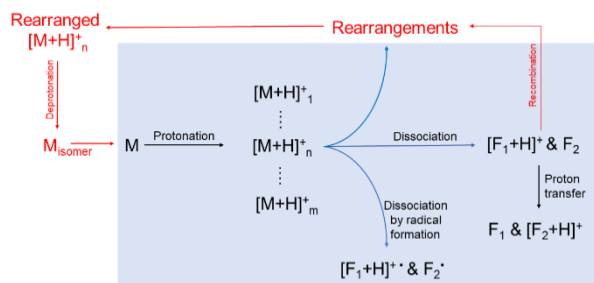 Rearranged
[M+H]⁺ₙ
Rearrangements
Deprotonation
Recombination
[M+H]⁺₁
M_isomer
M
Protonation
[M+H]⁺ₙ
Dissociation
[F₁+H]⁺ & F₂
[M+H]⁺ₘ
Dissociation
by radical
formation
Proton
transfer
F₁ & [F₂+H]⁺
[F₁+H]⁺˙ & F₂˙